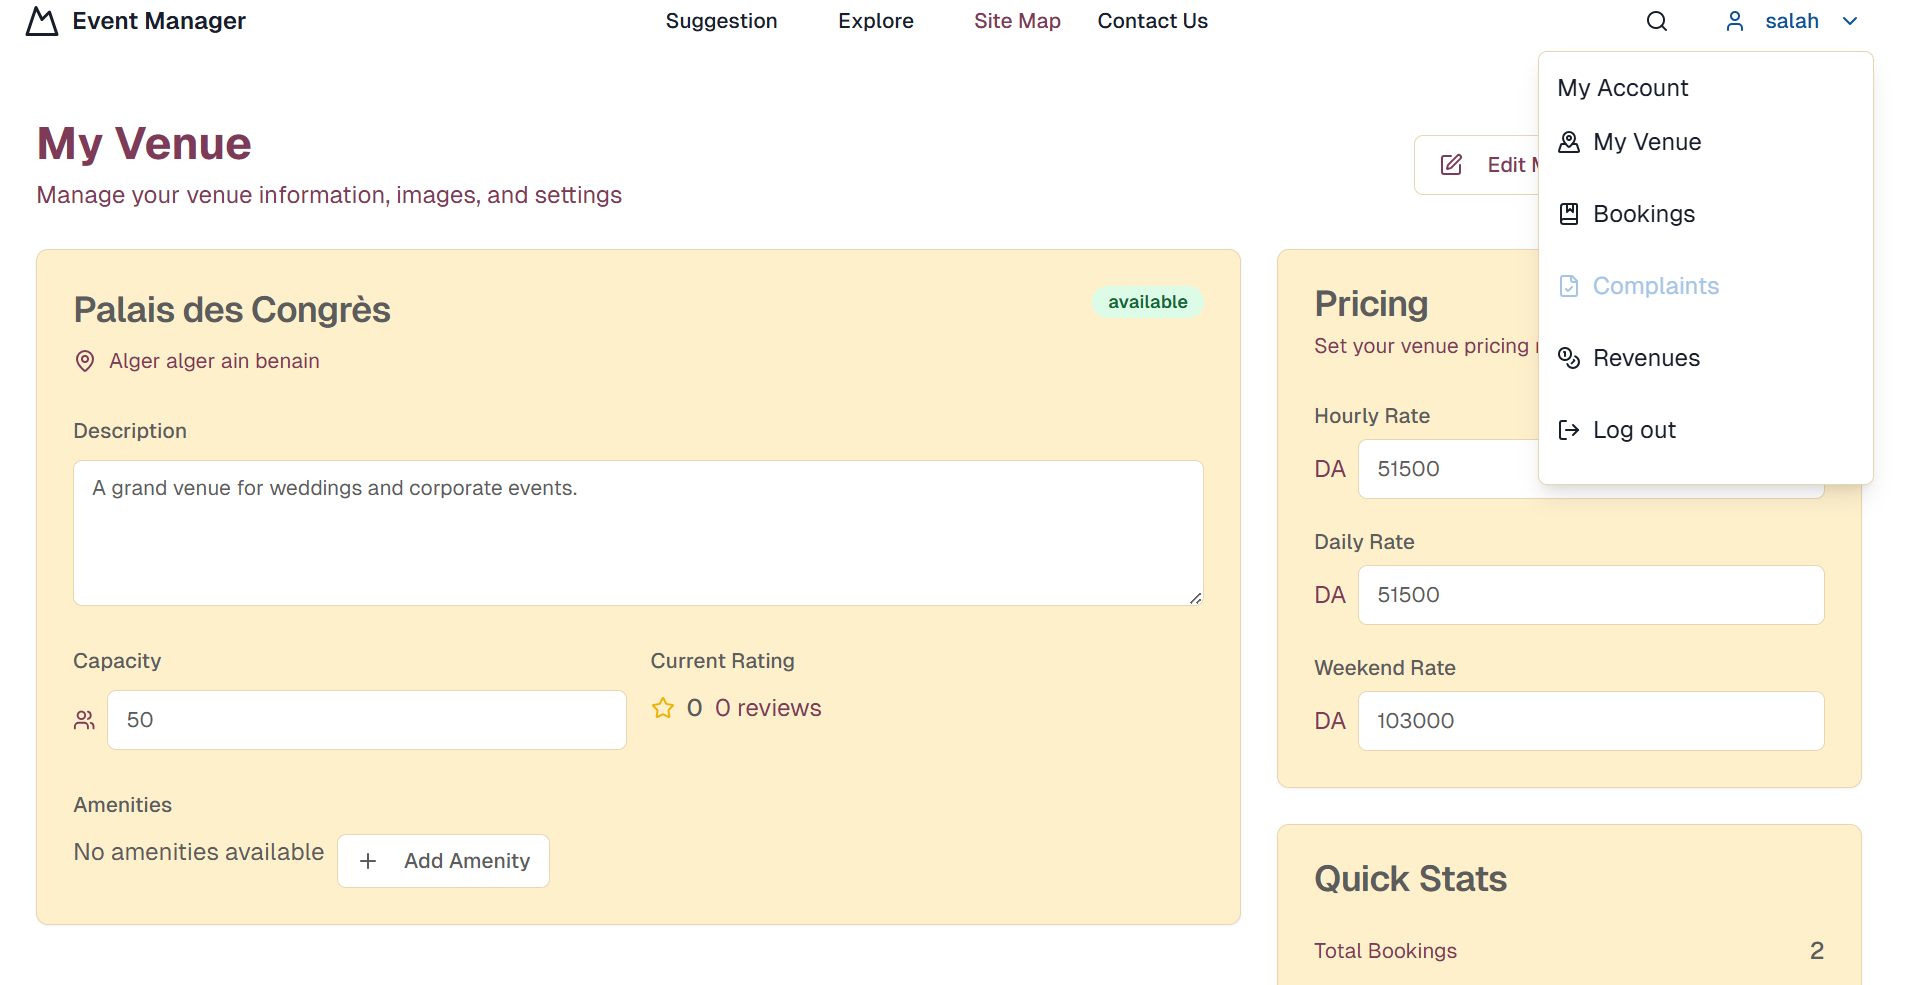 Event Manager
Suggestion
Explore
Site Map
Contact Us
salah
My Account
My Venue
Bookings
Complaints
Revenues
Log out
My Venue
Manage your venue information, images, and settings
Edit
Palais des Congrès
available
Alger alger ain benain
Description
A grand venue for weddings and corporate events.
Capacity
50
Current Rating
0 0 reviews
Amenities
No amenities available
Add Amenity
Pricing
Set your venue pricing
Hourly Rate
DA 51500
Daily Rate
DA 51500
Weekend Rate
DA 103000
Quick Stats
Total Bookings 2